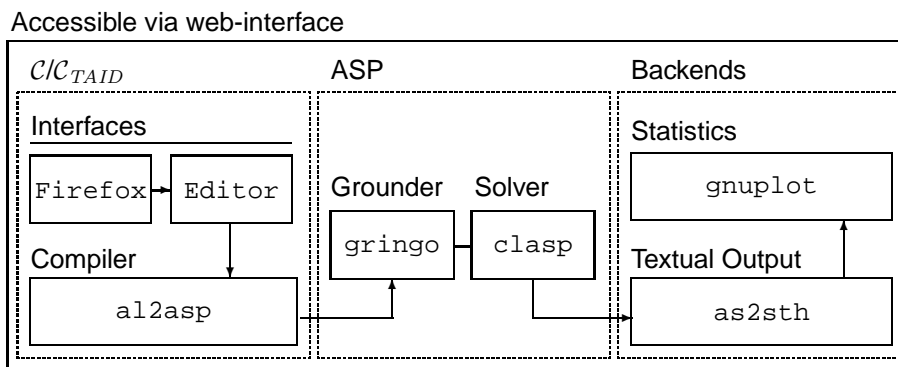 Accessible via web-interface
C/C_TAID
ASP
Backends
Interfaces
Statistics
Firefox
Editor
gnuplot
Grounder
Solver
gringo
clasp
Compiler
Textual Output
al2asp
as2sth